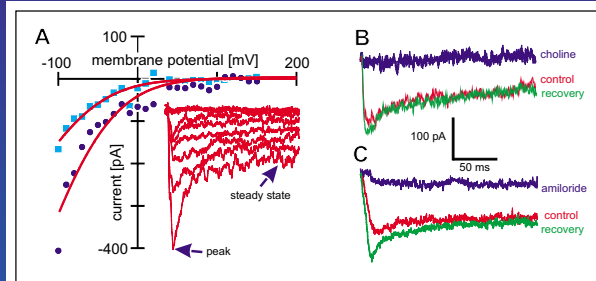 A
100
membrane potential [mV]
-100
200
current [pA]
-400
steady state
peak
B
choline
control
recovery
100 pA
50 ms
C
amiloride
control
recovery